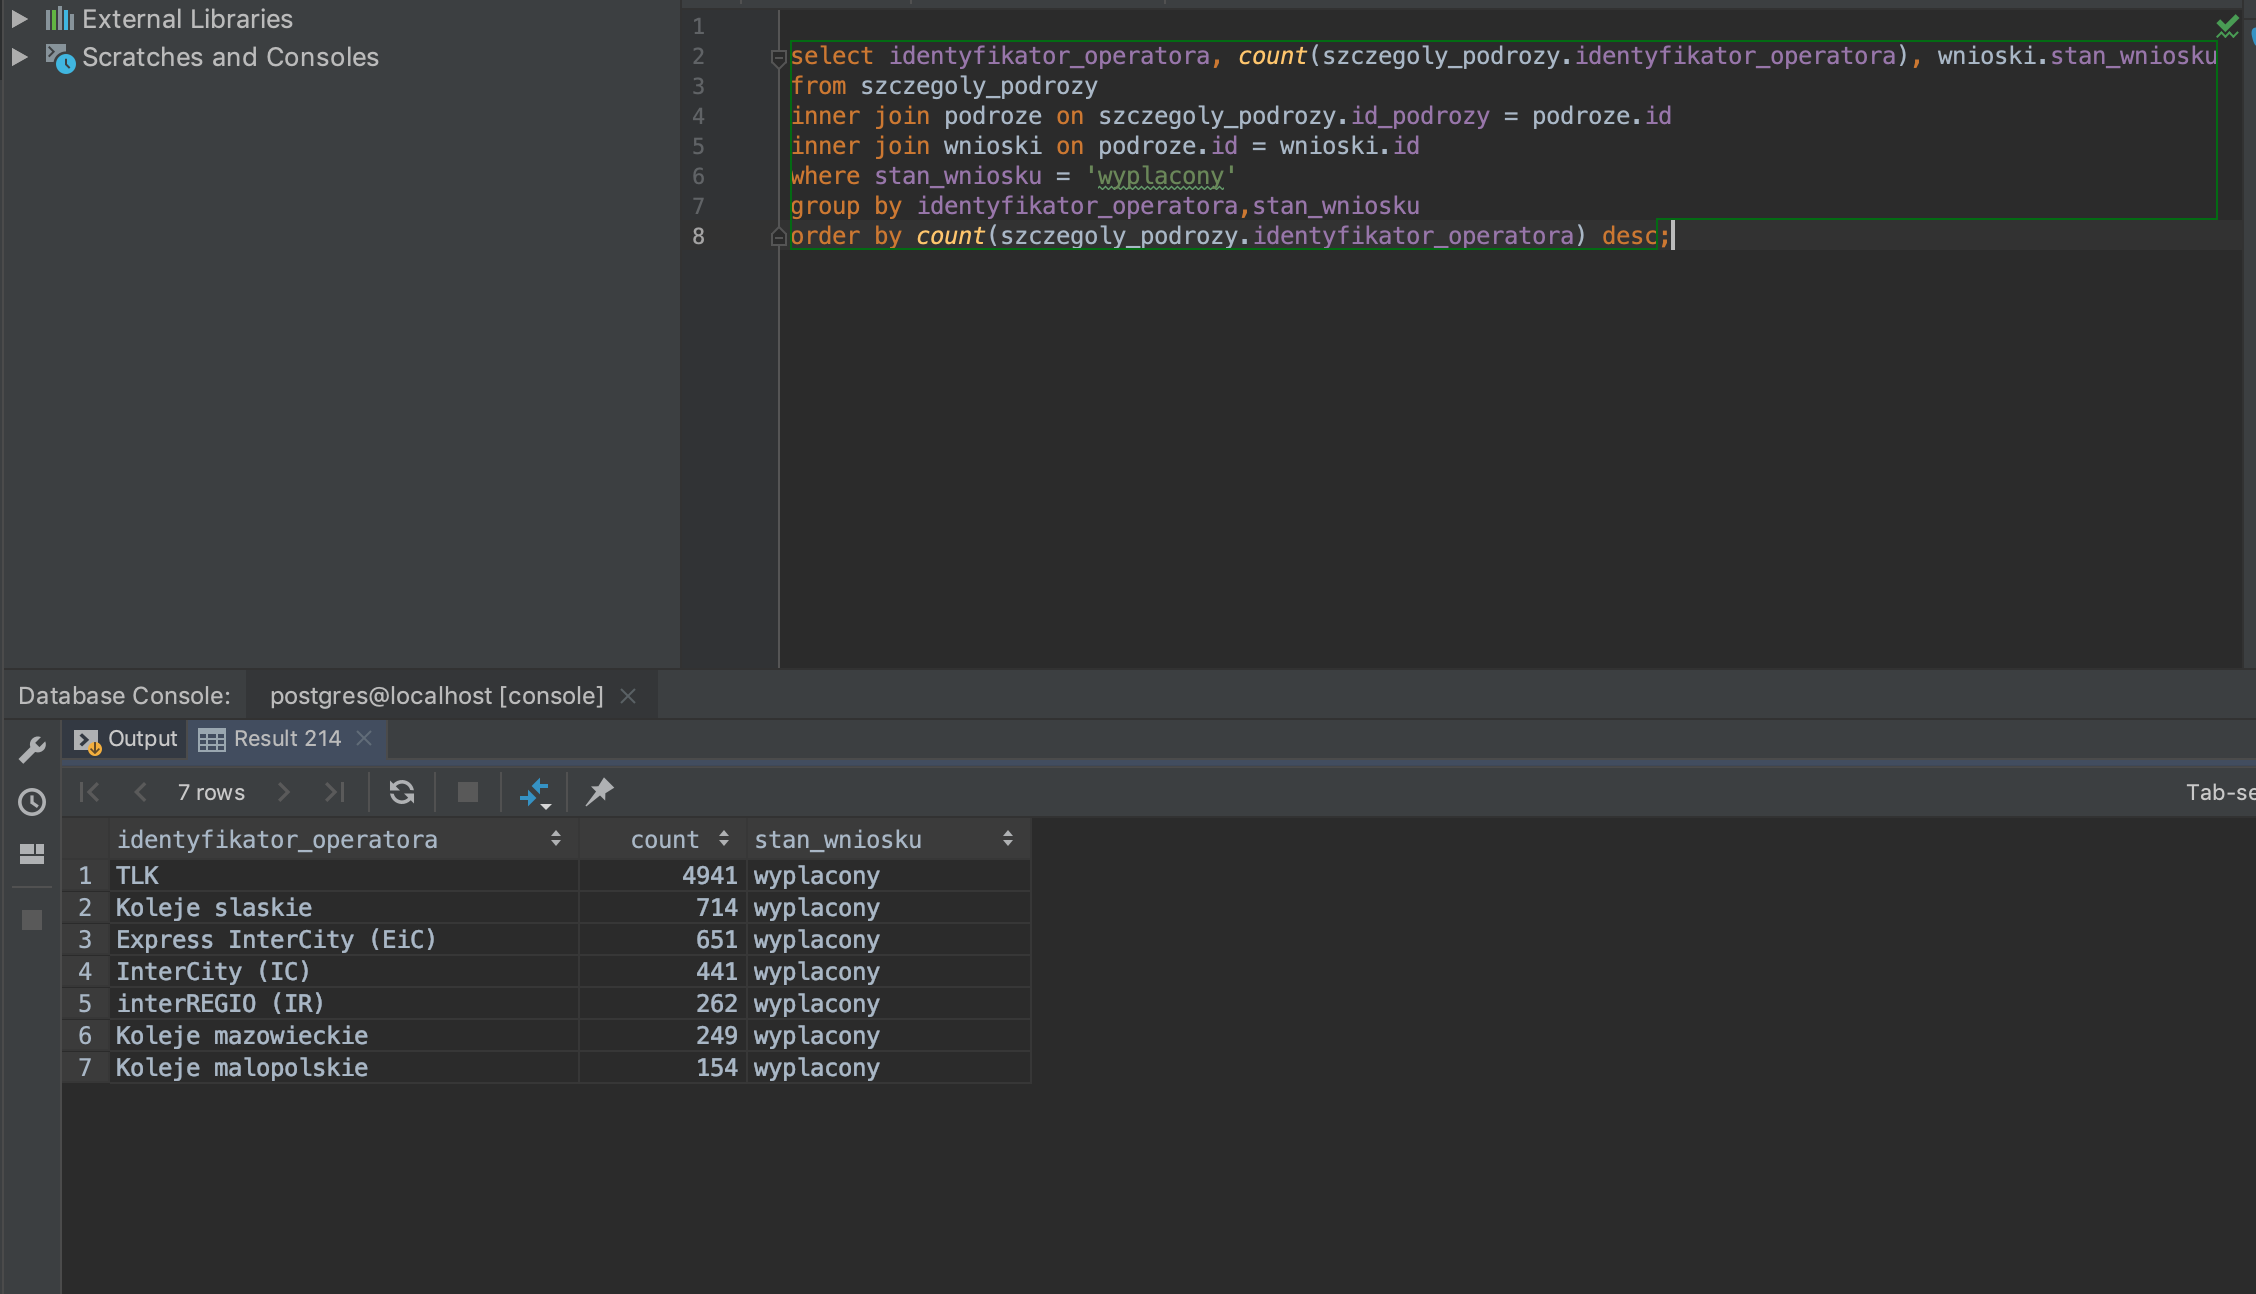 External Libraries
Scratches and Consoles
1
2 select identyfikator_operatora, count(szczegoly_podrozy.identyfikator_operatora), wnioski.stan_wniosku
3 from szczegoly_podrozy
4 inner join podroze on szczegoly_podrozy.id_podrozy = podroze.id
5 inner join wnioski on podroze.id = wnioski.id
6 where stan_wniosku = 'wyplacony'
7 group by identyfikator_operatora,stan_wniosku
8 order by count(szczegoly_podrozy.identyfikator_operatora) desc;
Database Console: postgres@localhost [console]
Output Result 214
7 rows Tab-se
identyfikator_operatora count stan_wniosku
1 TLK 4941 wyplacony
2 Koleje slaskie 714 wyplacony
3 Express InterCity (EiC) 651 wyplacony
4 InterCity (IC) 441 wyplacony
5 interREGIO (IR) 262 wyplacony
6 Koleje mazowieckie 249 wyplacony
7 Koleje malopolskie 154 wyplacony